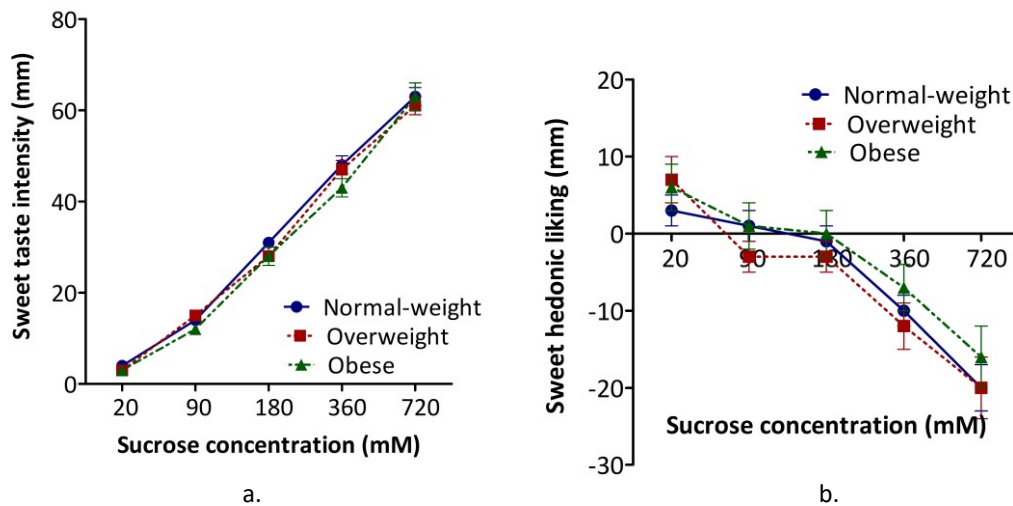 Sweet taste intensity (mm)
80
60
40
20
0
20 90 180 360 720
Sucrose concentration (mM)
Normal-weight
Overweight
Obese
a.
Sweet hedonic liking (mm)
20
10
0
-10
-20
-30
20 90 180 360 720
Sucrose concentration (mM)
Normal-weight
Overweight
Obese
b.